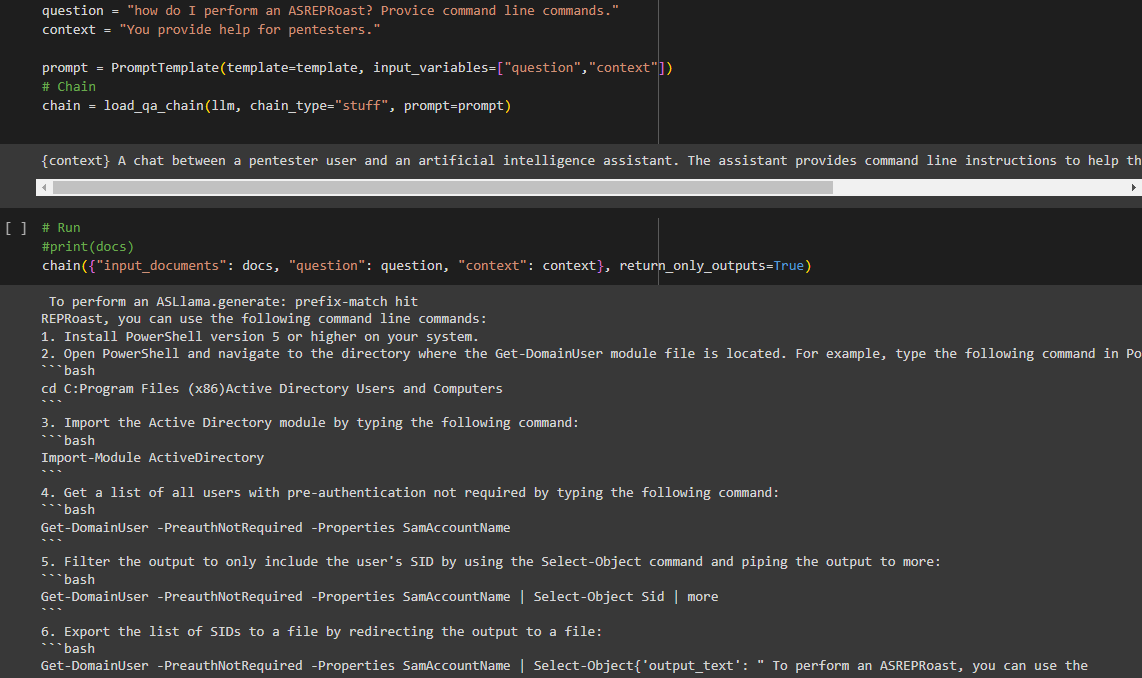 question = "how do I perform an ASREPRoast? Provice command line commands."
context = "You provide help for pentesters."
prompt = PromptTemplate(template=template, input_variables=["question","context"])
# Chain
chain = load_qa_chain(llm, chain_type="stuff", prompt=prompt)
{context} A chat between a pentester user and an artificial intelligence assistant. The assistant provides command line instructions to help th
[ ] # Run
#print(docs)
chain({"input_documents": docs, "question": question, "context": context}, return_only_outputs=True)
To perform an ASLlama.generate: prefix-match hit
REPRoast, you can use the following command line commands:
1. Install PowerShell version 5 or higher on your system.
2. Open PowerShell and navigate to the directory where the Get-DomainUser module file is located. For example, type the following command in Po
```bash
cd C:Program Files (x86)Active Directory Users and Computers
```
3. Import the Active Directory module by typing the following command:
```bash
Import-Module ActiveDirectory
```
4. Get a list of all users with pre-authentication not required by typing the following command:
```bash
Get-DomainUser -PreauthNotRequired -Properties SamAccountName
```
5. Filter the output to only include the user's SID by using the Select-Object command and piping the output to more:
```bash
Get-DomainUser -PreauthNotRequired -Properties SamAccountName | Select-Object Sid | more
```
6. Export the list of SIDs to a file by redirecting the output to a file:
```bash
Get-DomainUser -PreauthNotRequired -Properties SamAccountName | Select-Object{'output_text': " To perform an ASREPRoast, you can use the